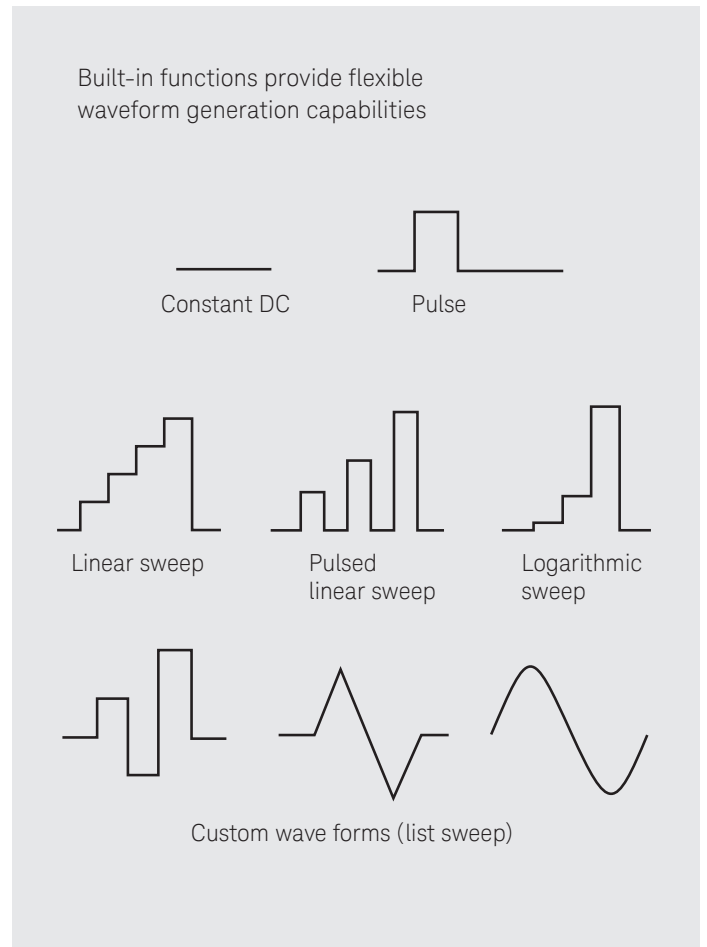 Built-in functions provide flexible
waveform generation capabilities
Constant DC
Pulse
Linear sweep
Pulsed
linear sweep
Logarithmic
sweep
Custom wave forms (list sweep)